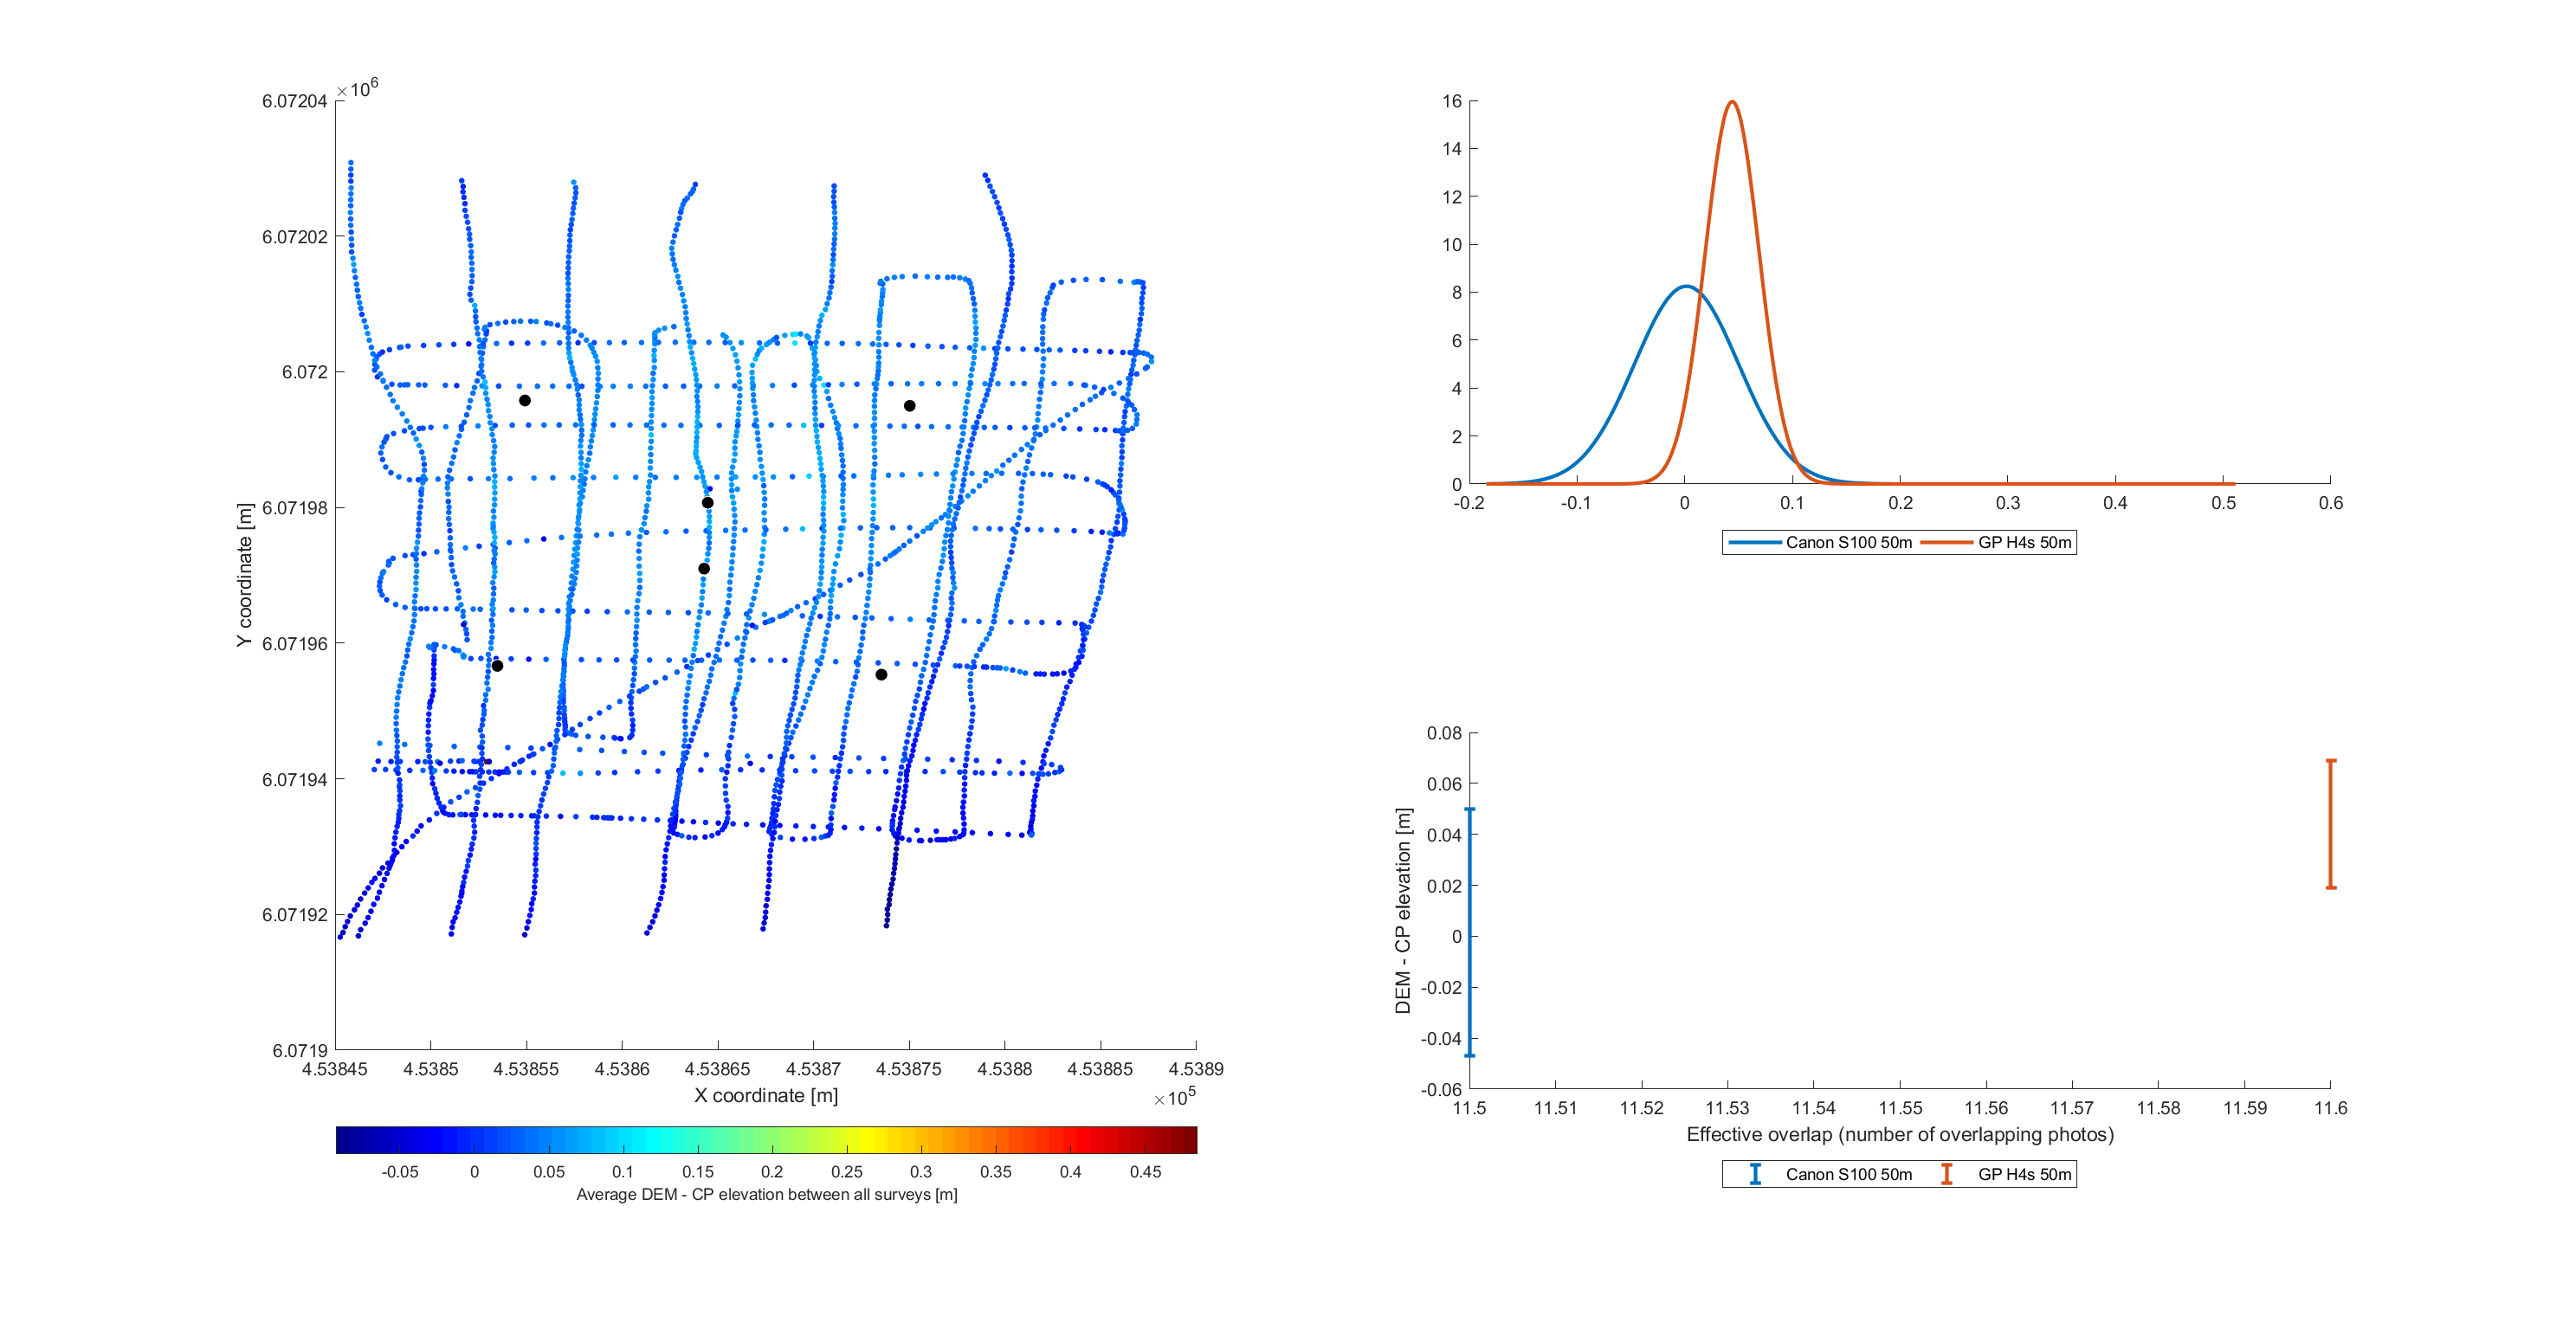 ×10⁶
6.07204
6.07202
6.072
6.07198
6.07196
6.07194
6.07192
6.0719
Y coordinate [m]
4.53845 4.5385 4.53855 4.5386 4.53865 4.5387 4.53875 4.5388 4.53885 4.5389
X coordinate [m]
×10⁵
-0.05 0 0.05 0.1 0.15 0.2 0.25 0.3 0.35 0.4 0.45
Average DEM - CP elevation between all surveys [m]
16
14
12
10
8
6
4
2
0
-0.2 -0.1 0 0.1 0.2 0.3 0.4 0.5 0.6
Canon S100 50m GP H4s 50m
0.08
0.06
0.04
0.02
0
-0.02
-0.04
-0.06
DEM - CP elevation [m]
11.5 11.51 11.52 11.53 11.54 11.55 11.56 11.57 11.58 11.59 11.6
Effective overlap (number of overlapping photos)
Canon S100 50m GP H4s 50m